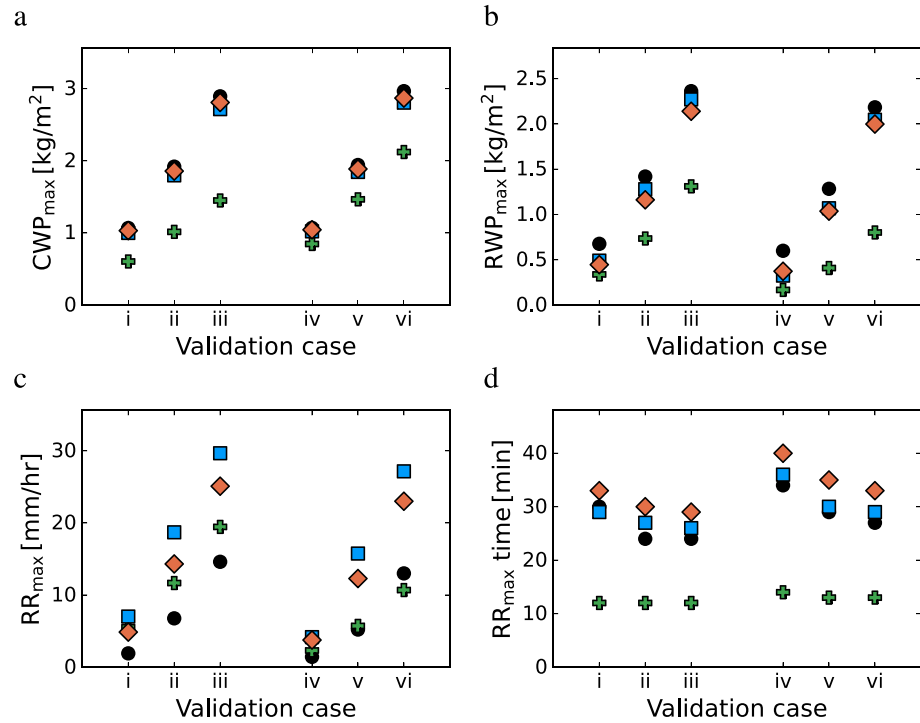 a
CWP_max [kg/m²]
3
2
1
0
i ii iii iv v vi
Validation case
b
RWP_max [kg/m²]
2.5
2.0
1.5
1.0
0.5
0.0
i ii iii iv v vi
Validation case
c
RR_max [mm/hr]
30
20
10
0
i ii iii iv v vi
Validation case
d
RR_max time [min]
40
30
20
10
0
i ii iii iv v vi
Validation case